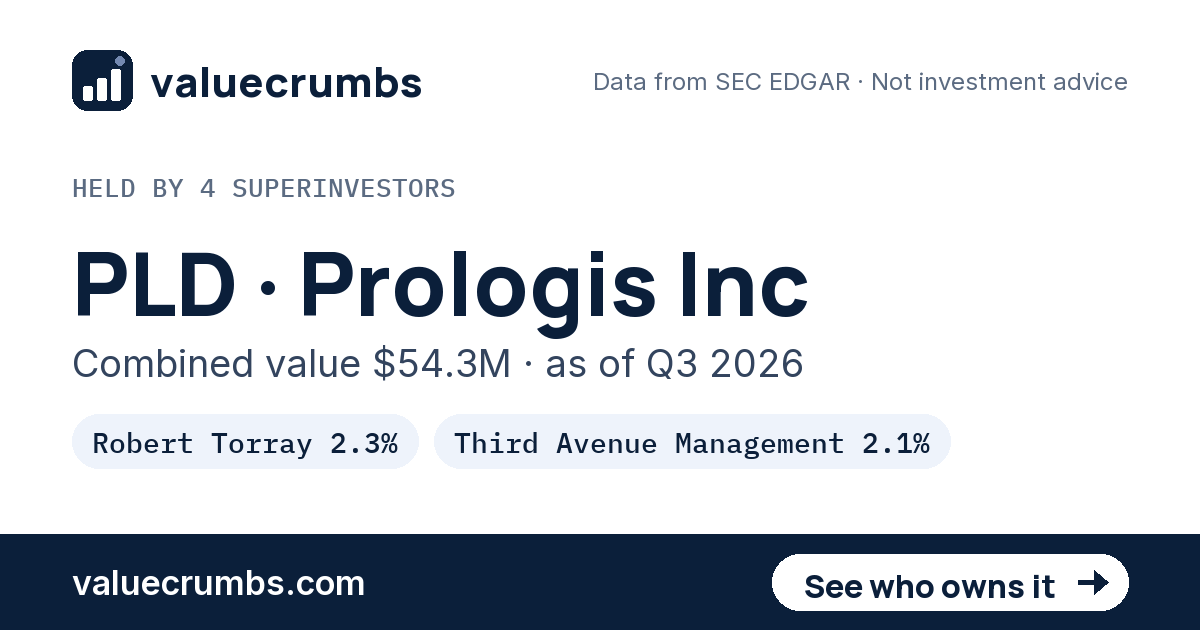 valuecrumbs
Data from SEC EDGAR · Not investment advice
HELD BY 4 SUPERINVESTORS
PLD · Prologis Inc
Combined value $54.3M · as of Q3 2026
Robert Torray 2.3%
Third Avenue Management 2.1%
valuecrumbs.com
See who owns it →